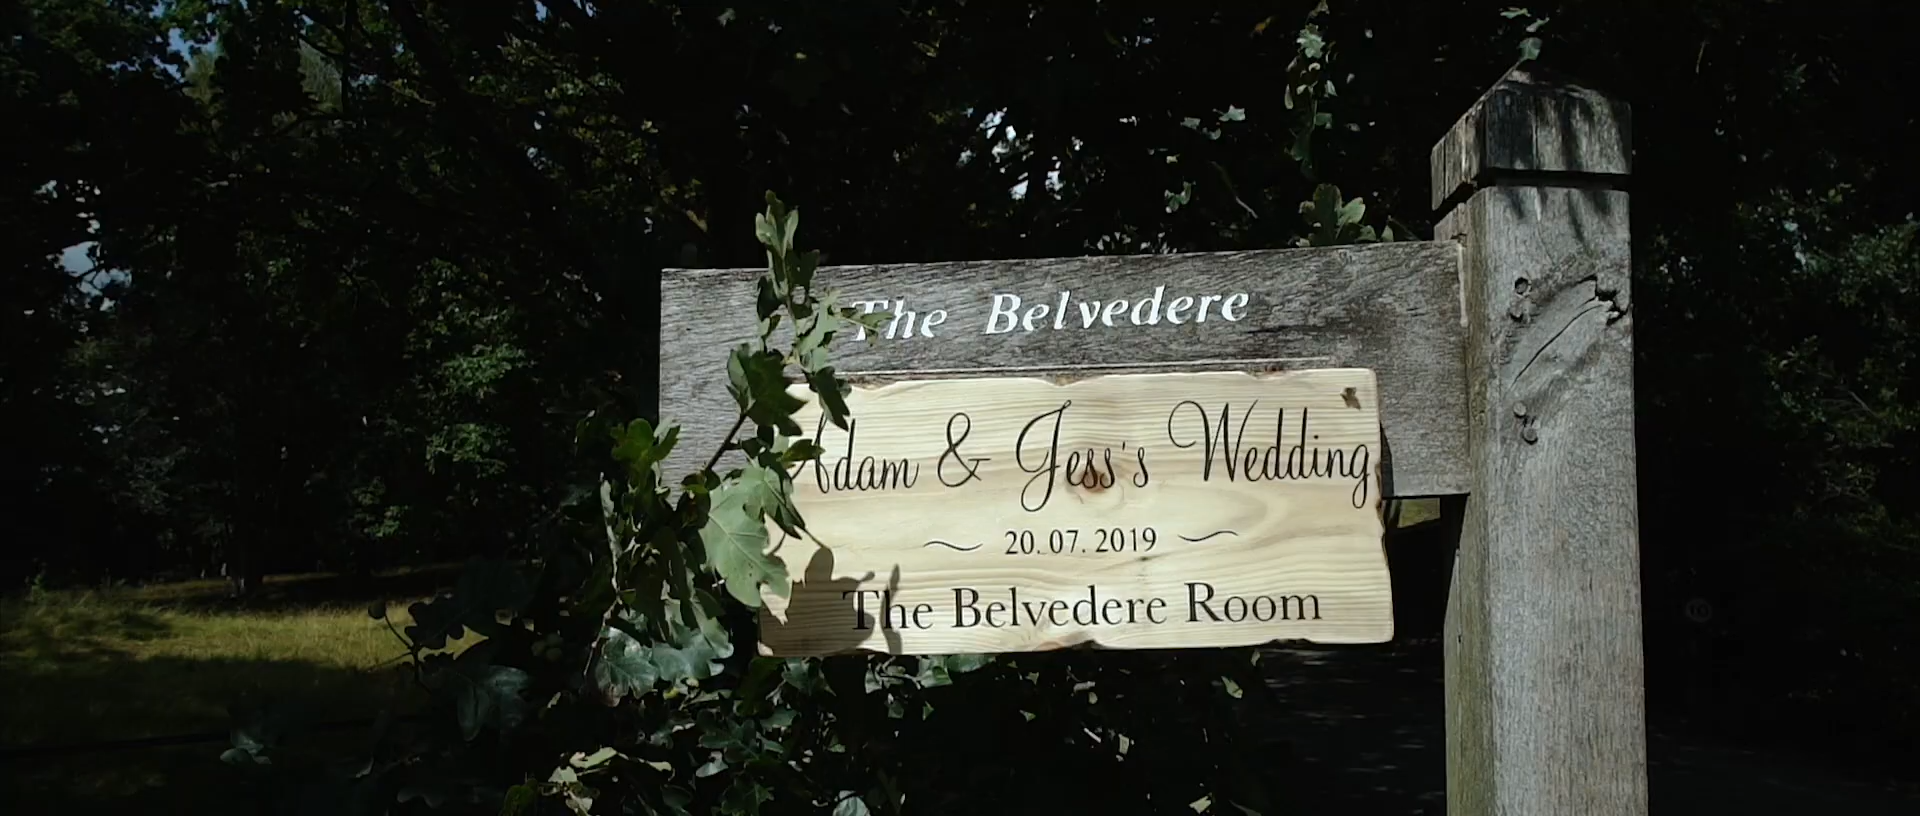 The Belvedere
Adam & Jess's Wedding
20.07.2019
The Belvedere Room